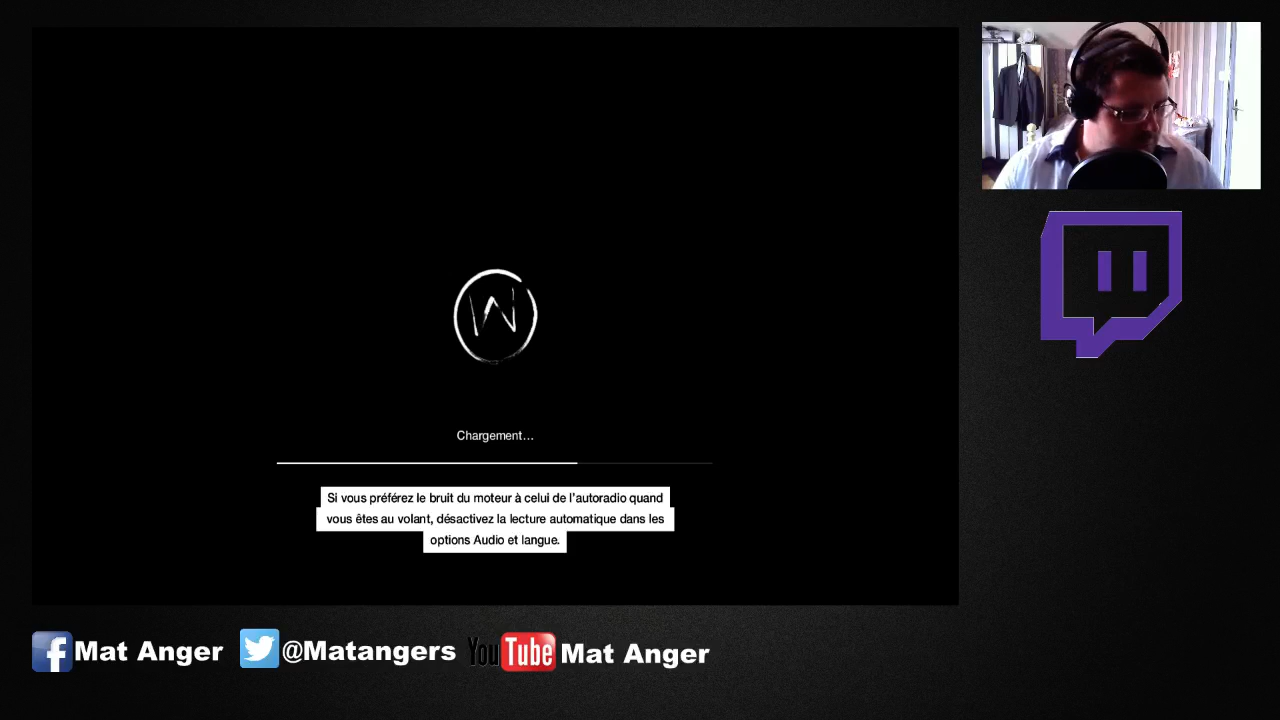 W
Chargement...
Si vous préférez le bruit du moteur à celui de l'autoradio quand
vous êtes au volant, désactivez la lecture automatique dans les
options Audio et langue.
f Mat Anger @Matangers YouTube Mat Anger